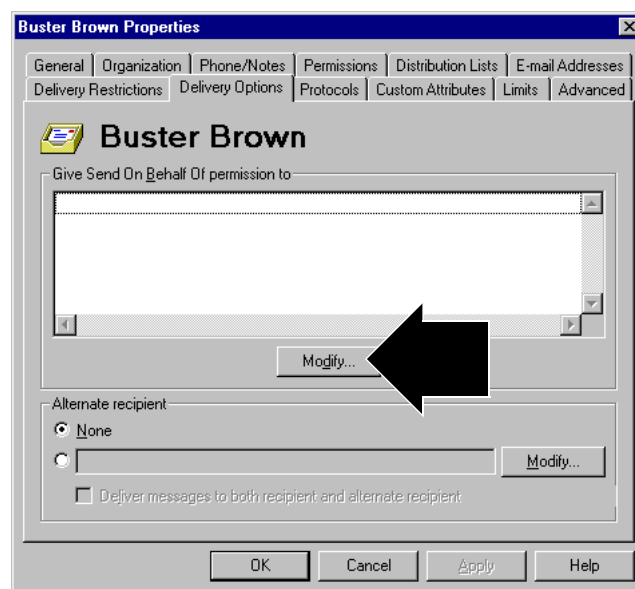 Buster Brown Properties
General Organization Phone/Notes Permissions Distribution Lists E-mail Addresses
Delivery Restrictions Delivery Options Protocols Custom Attributes Limits Advanced
Buster Brown
Give Send On Behalf Of permission to
Modify...
Alternate recipient
None
Modify...
Deliver messages to both recipient and alternate recipient
OK Cancel Apply Help